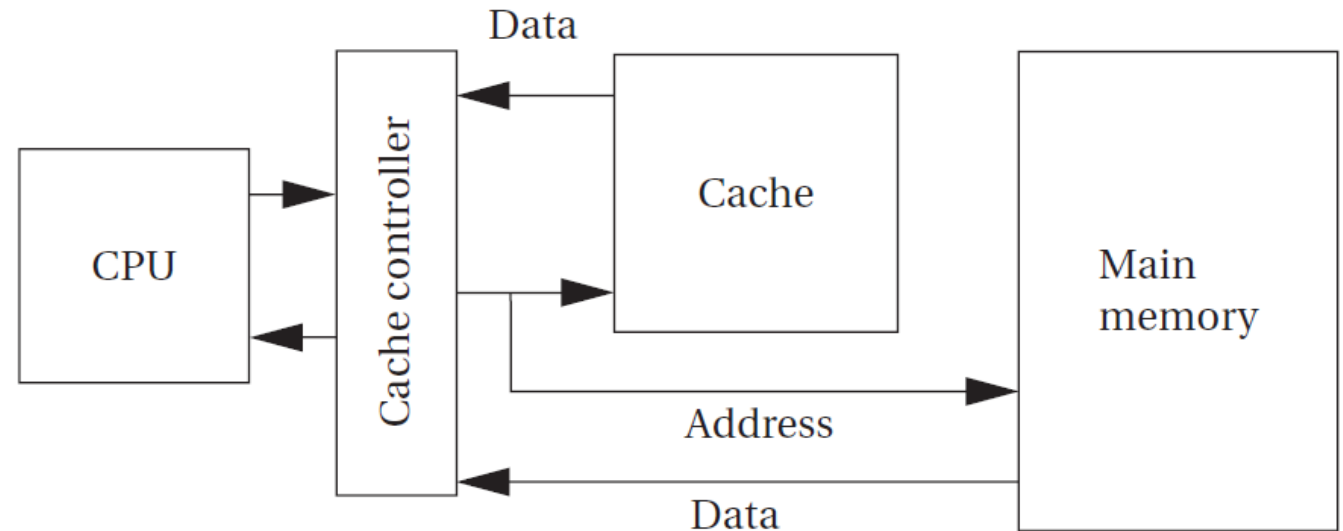 Data
CPU
Cache controller
Cache
Main
memory
Address
Data